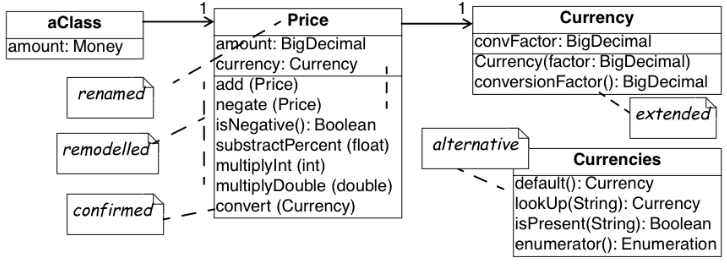 aClass
amount: Money
1
Price
amount: BigDecimal
currency: Currency
add (Price)
negate (Price)
isNegative(): Boolean
substractPercent (float)
multiplyInt (int)
multiplyDouble (double)
convert (Currency)
1
Currency
convFactor: BigDecimal
Currency(factor: BigDecimal)
conversionFactor(): BigDecimal
renamed
remodelled
confirmed
extended
alternative
Currencies
default(): Currency
lookUp(String): Currency
isPresent(String): Boolean
enumerator(): Enumeration